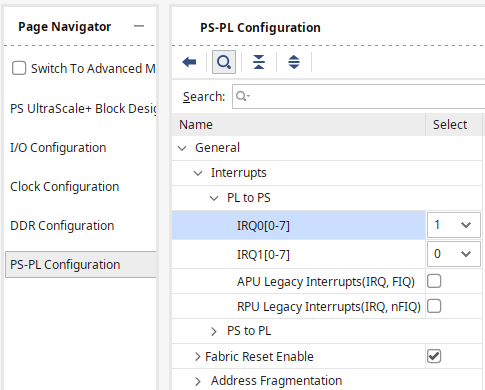 Page Navigator
Switch To Advanced M
PS UltraScale+ Block Desig
I/O Configuration
Clock Configuration
DDR Configuration
PS-PL Configuration
PS-PL Configuration
Search:
Name Select
General
Interrupts
PL to PS
IRQ0[0-7] 1
IRQ1[0-7] 0
APU Legacy Interrupts(IRQ, FIQ)
RPU Legacy Interrupts(IRQ, nFIQ)
PS to PL
Fabric Reset Enable
Address Fragmentation